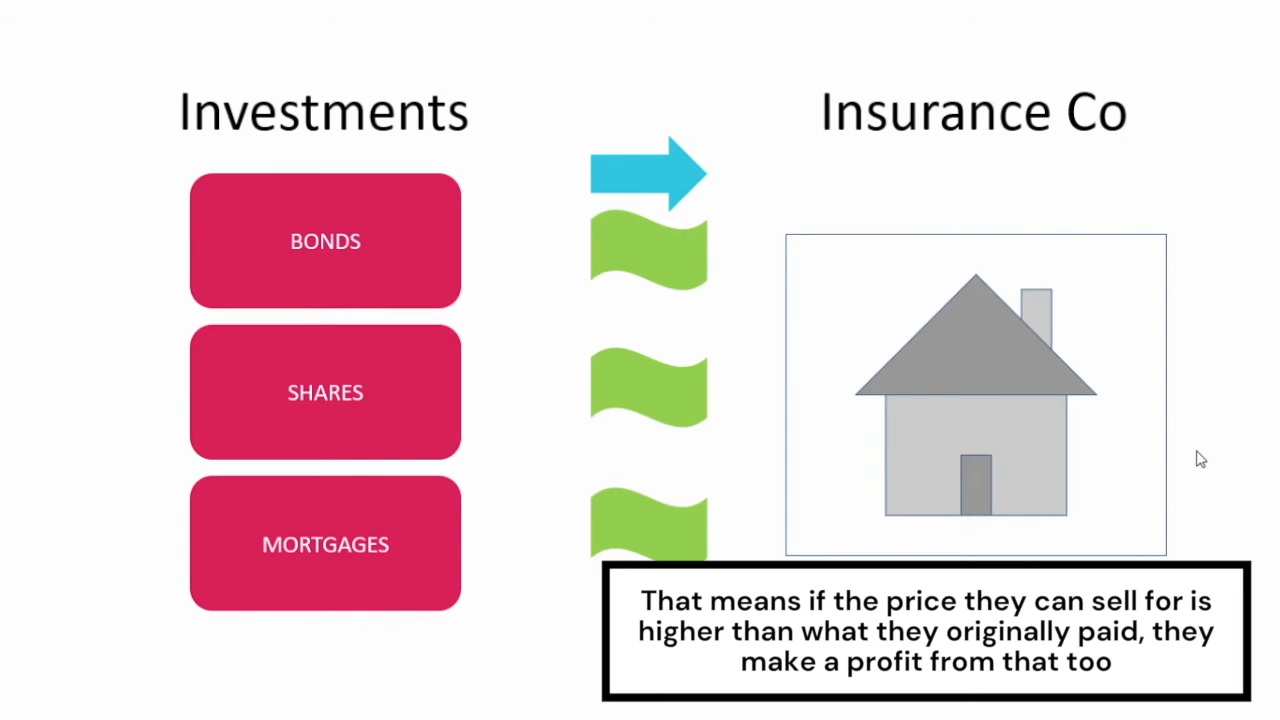 Investments
Insurance Co
BONDS
SHARES
MORTGAGES
That means if the price they can sell for is
higher than what they originally paid, they
make a profit from that too